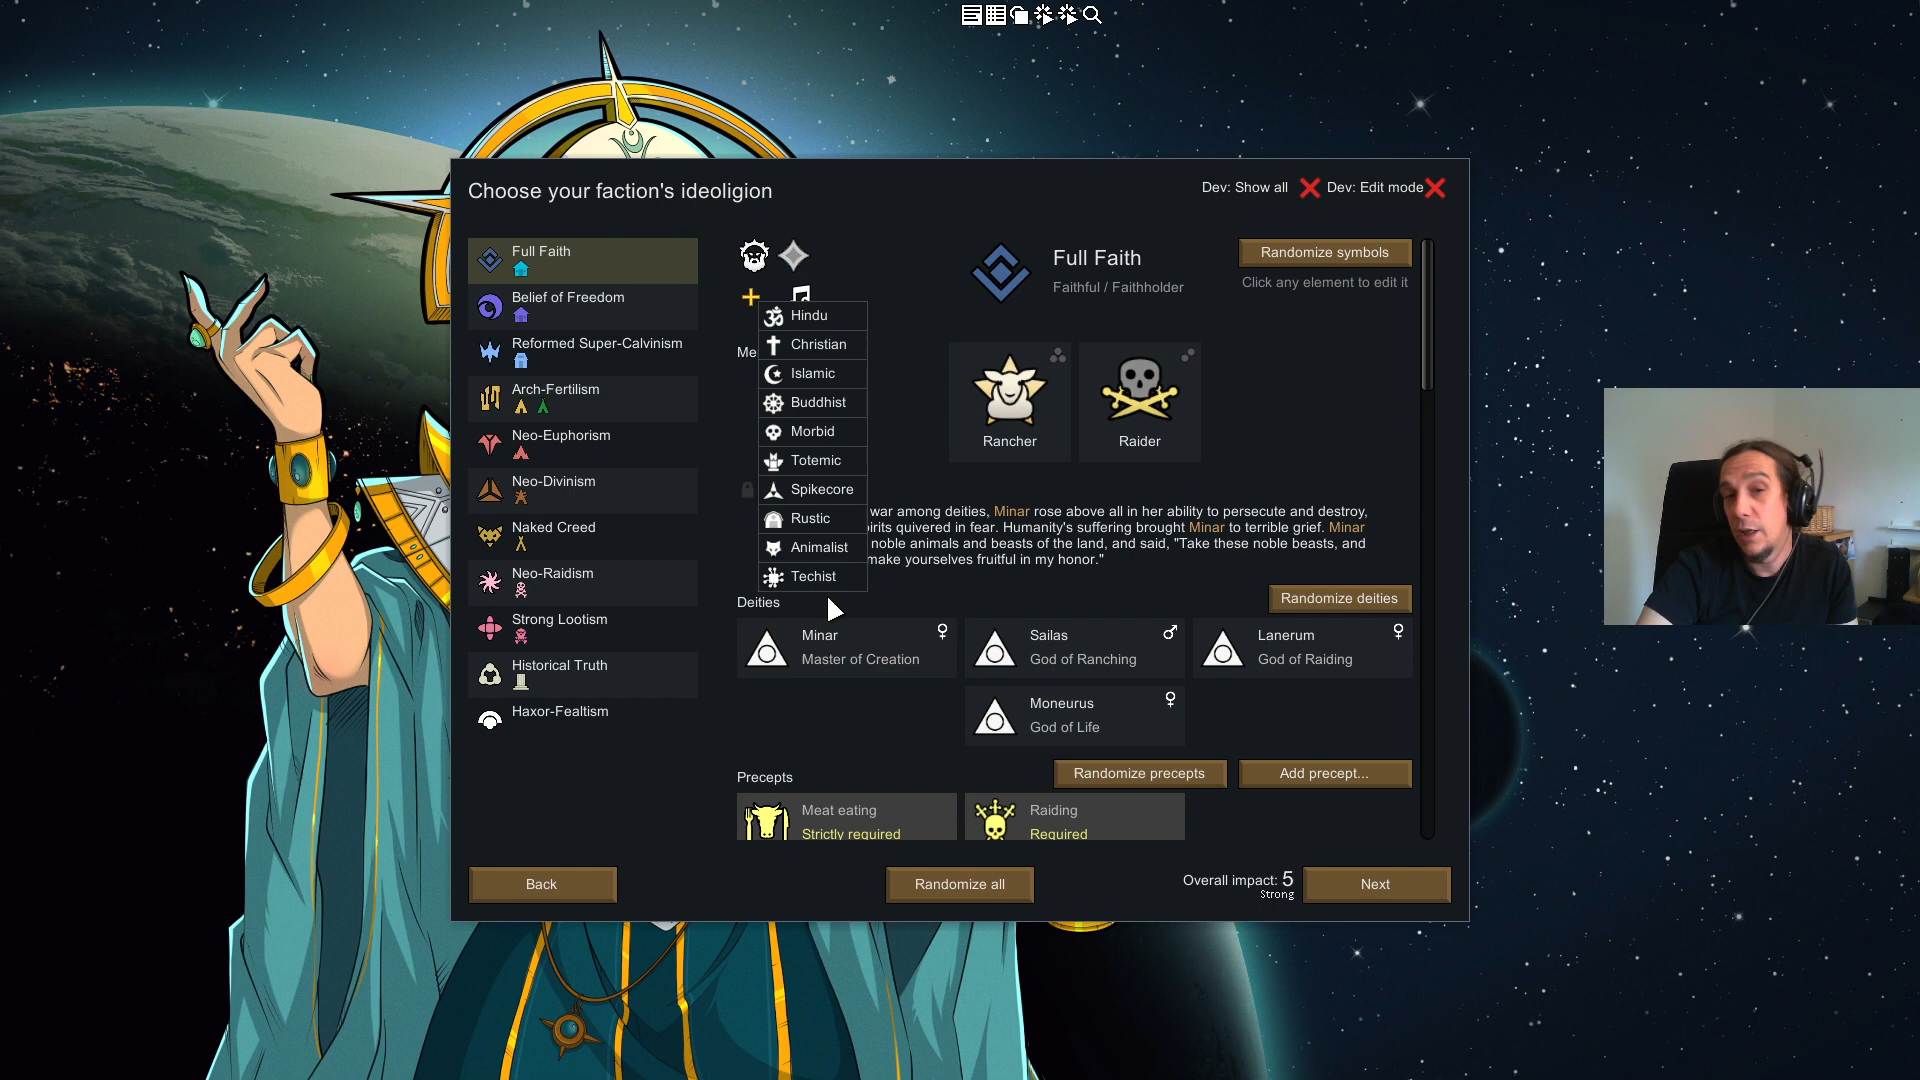 Choose your faction's ideoligion
Dev: Show all
Dev: Edit mode
Full Faith
Belief of Freedom
Reformed Super-Calvinism
Arch-Fertilism
Neo-Euphorism
Neo-Divinism
Naked Creed
Neo-Raidism
Strong Lootism
Historical Truth
Haxor-Fealtism
Full Faith
Faithful / Faithholder
Randomize symbols
Click any element to edit it
Me
Hindu
Christian
Islamic
Buddhist
Morbid
Totemic
Spikecore
Rustic
Animalist
Techist
Rancher
Raider
war among deities, Minar rose above all in her ability to persecute and destroy,
quivered in fear. Humanity's suffering brought Minar to terrible grief. Minar
noble animals and beasts of the land, and said, "Take these noble beasts, and
make yourselves fruitful in my honor."
Deities
Randomize deities
Minar
Master of Creation
Sailas
God of Ranching
Lanerum
God of Raiding
Moneurus
God of Life
Precepts
Randomize precepts
Add precept...
Meat eating
Strictly required
Raiding
Required
Back
Randomize all
Overall impact: 5
Strong
Next